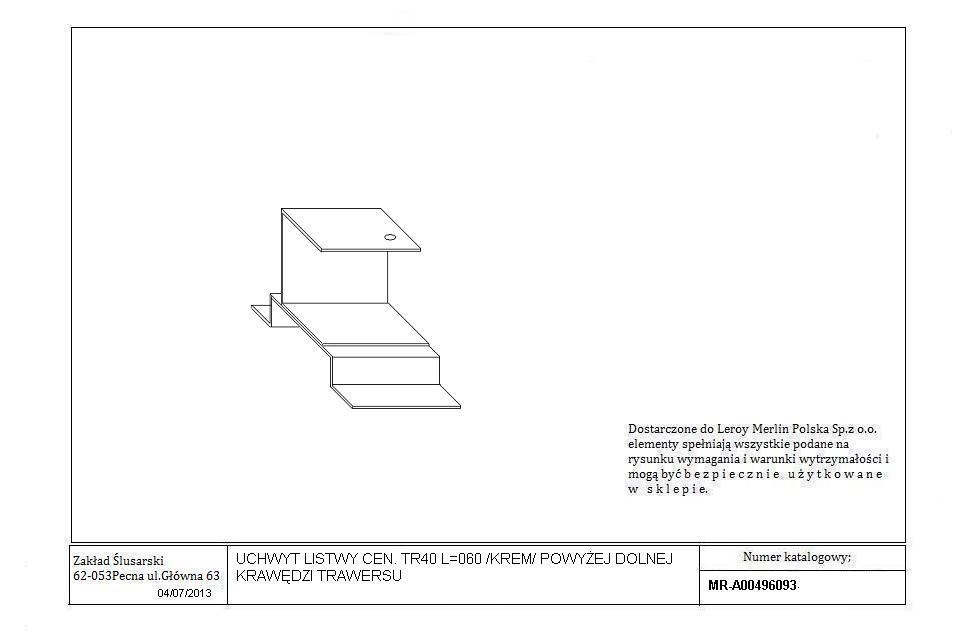 Dostarczone do Leroy Merlin Polska Sp.z o.o.
elementy spełniają wszystkie podane na
rysunku wymagania i warunki wytrzymałości i
mogą być b e z p i e c z n i e u ż y t k o w a n e
w s k l e p i e.
Zakład Ślusarski
62-053Pecna ul.Główna 63
04/07/2013
UCHWYT LISTWY CEN. TR40 L=060 /KREM/ POWYŻEJ DOLNEJ
KRAWĘDZI TRAWERSU
Numer katalogowy;
MR-A00496093